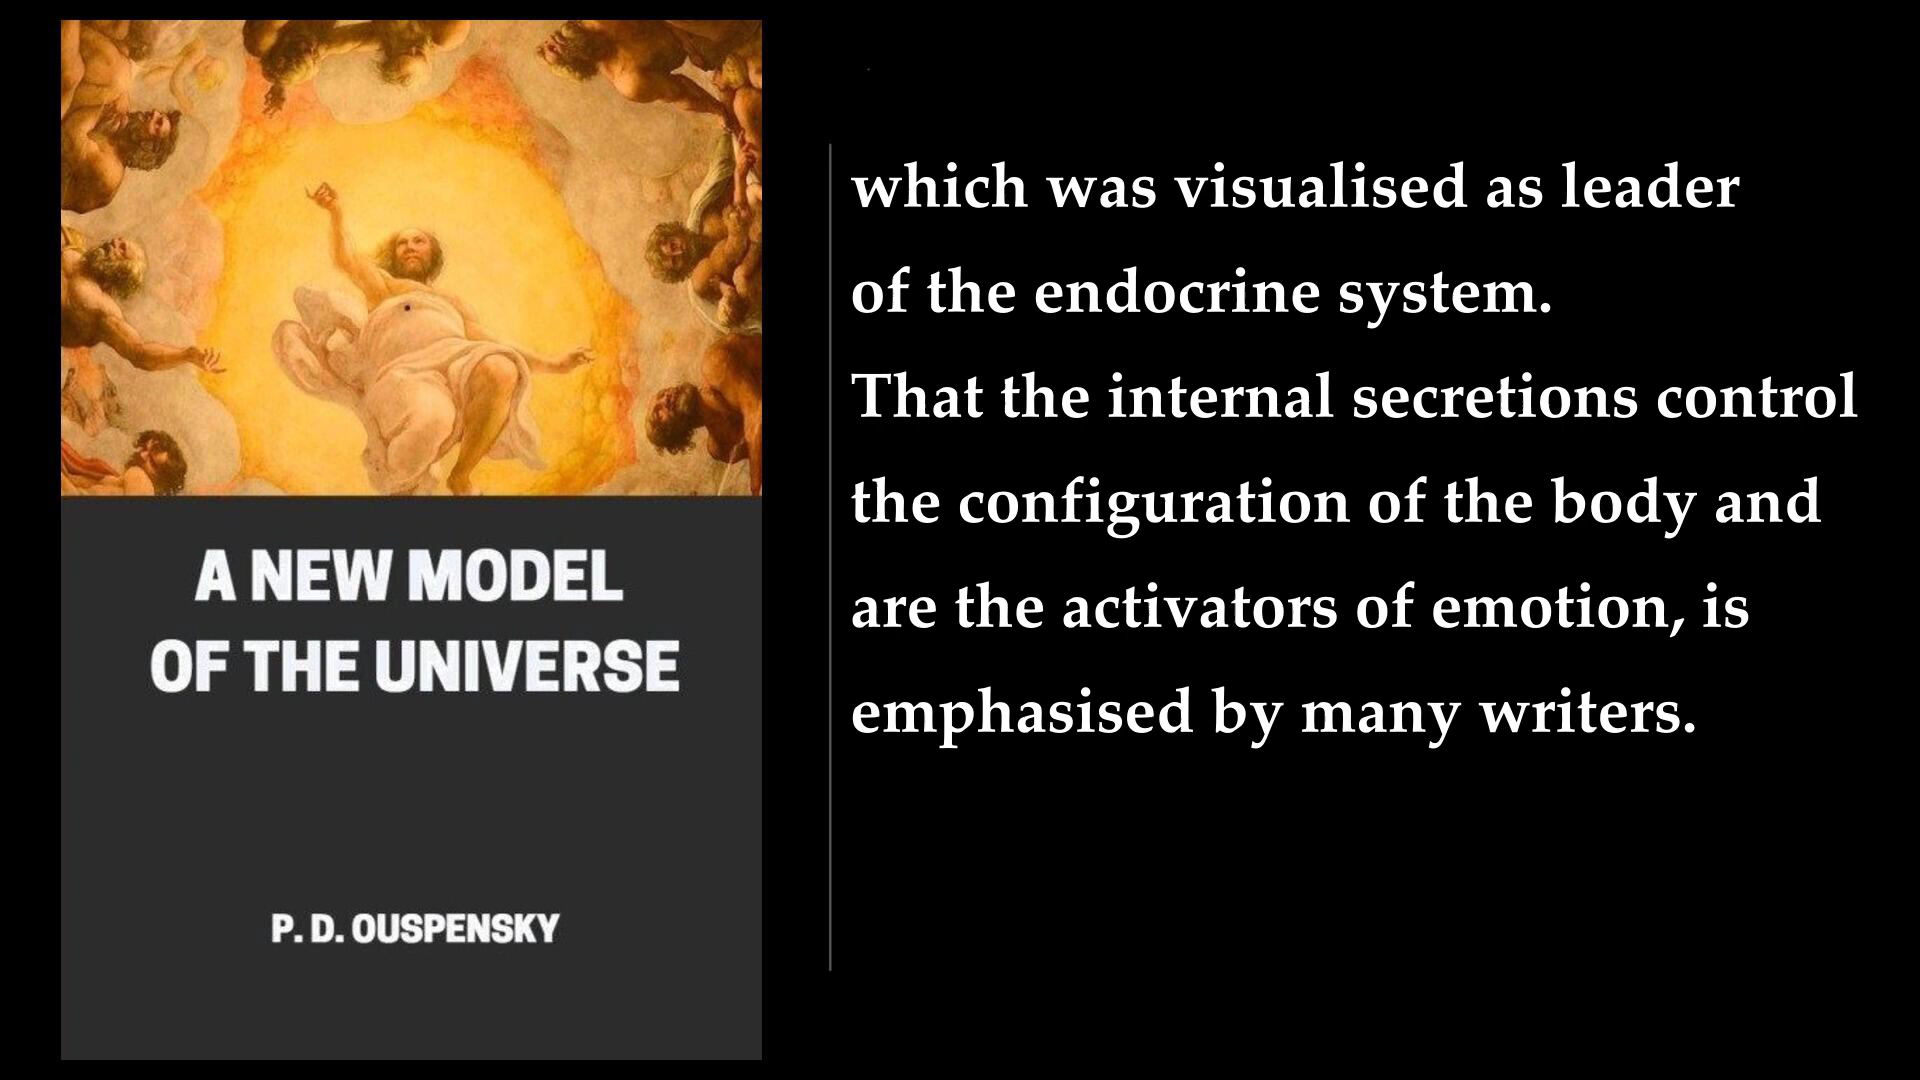 A NEW MODEL
OF THE UNIVERSE
P. D. OUSPENSKY
which was visualised as leader
of the endocrine system.
That the internal secretions control
the configuration of the body and
are the activators of emotion, is
emphasised by many writers.